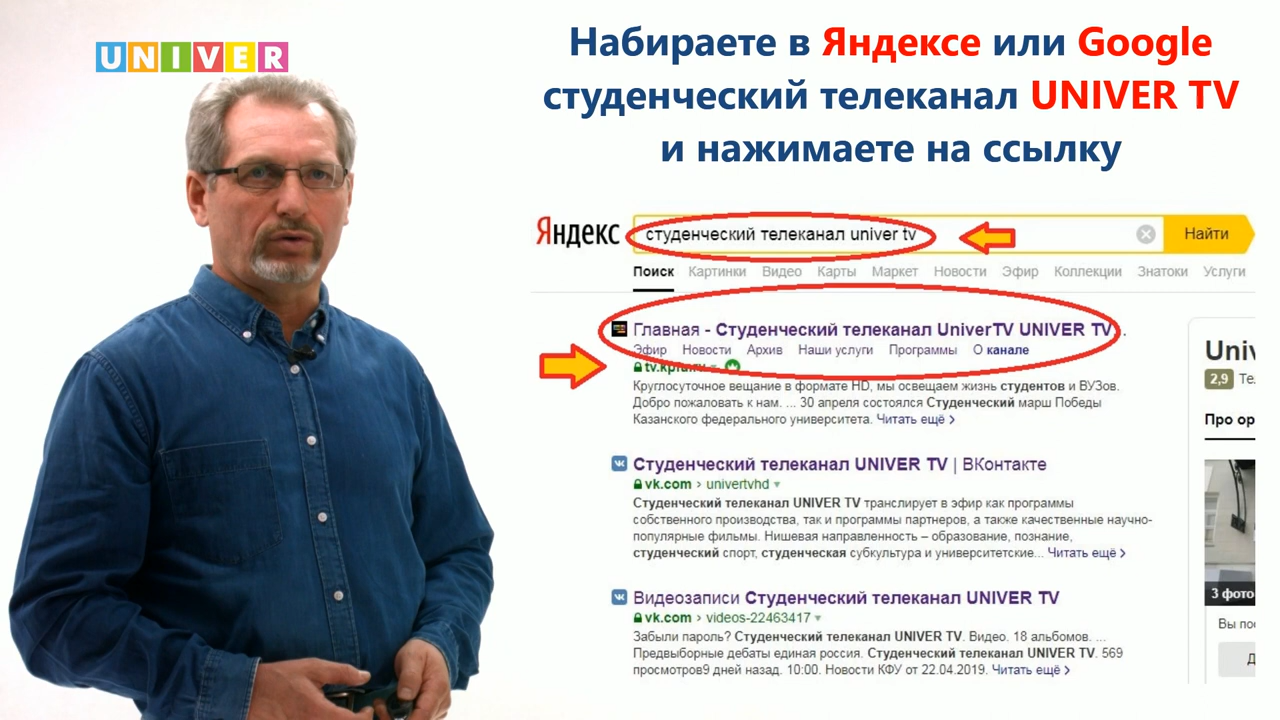 UNIVER
Набираете в Яндексе или Google
студенческий телеканал UNIVER TV
и нажимаете на ссылку
Яндекс
студенческий телеканал univer tv
Найти
Поиск Картинки Видео Карты Маркет Новости Эфир Коллекции Знатоки Услуги
Главная - Студенческий телеканал UniverTV UNIVER TV...
Эфир Новости Архив Наши услуги Программы О канале
Круглосуточное вещание в формате HD, мы освещаем жизнь студентов и ВУЗов.
Добро пожаловать к нам. ... 30 апреля состоялся Студенческий марш Победы
Казанского федерального университета. Читать ещё >
Студенческий телеканал UNIVER TV | ВКонтакте
vk.com › univertvhd
Студенческий телеканал UNIVER TV транслирует в эфир как программы
собственного производства, так и программы партнеров, а также качественные научно-
популярные фильмы. Нишевая направленность – образование, познание,
студенческий спорт, студенческая субкультура и университетские... Читать ещё >
Видеозаписи Студенческий телеканал UNIVER TV
vk.com › videos-22463417
Забыли пароль? Студенческий телеканал UNIVER TV. Видео. 18 альбомов. ...
Предвыборные дебаты единая россия. Студенческий телеканал UNIVER TV. 569
просмотров9 дней назад. 10:00. Новости КФУ от 22.04.2019. Читать ещё >
Univ
2,9 Те
Про ор
3 фото
Вы пос
Д